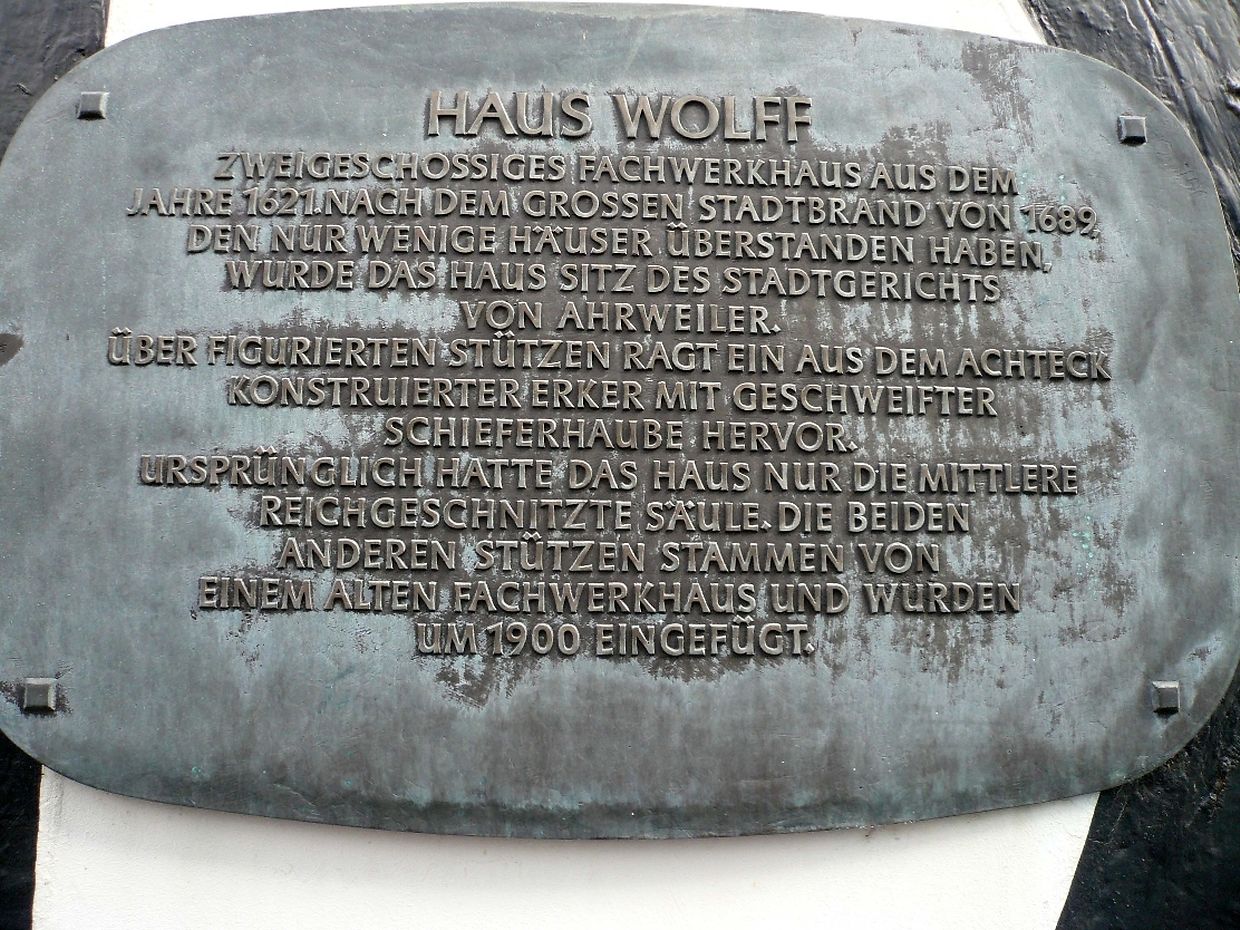 HAUS WOLFF
ZWEIGESCHOSSIGES FACHWERKHAUS AUS DEM
JAHRE 1621. NACH DEM GROSSEN STADTBRAND VON 1689,
DEN NUR WENIGE HÄUSER ÜBERSTANDEN HABEN,
WURDE DAS HAUS SITZ DES STADTGERICHTS
VON AHRWEILER.
ÜBER FIGURIERTEN STÜTZEN RAGT EIN AUS DEM ACHTECK
KONSTRUIERTER ERKER MIT GESCHWEIFTER
SCHIEFERHAUBE HERVOR.
URSPRÜNGLICH HATTE DAS HAUS NUR DIE MITTLERE
REICHGESCHNITZTE SÄULE. DIE BEIDEN
ANDEREN STÜTZEN STAMMEN VON
EINEM ALTEN FACHWERKHAUS UND WURDEN
UM 1900 EINGEFÜGT.